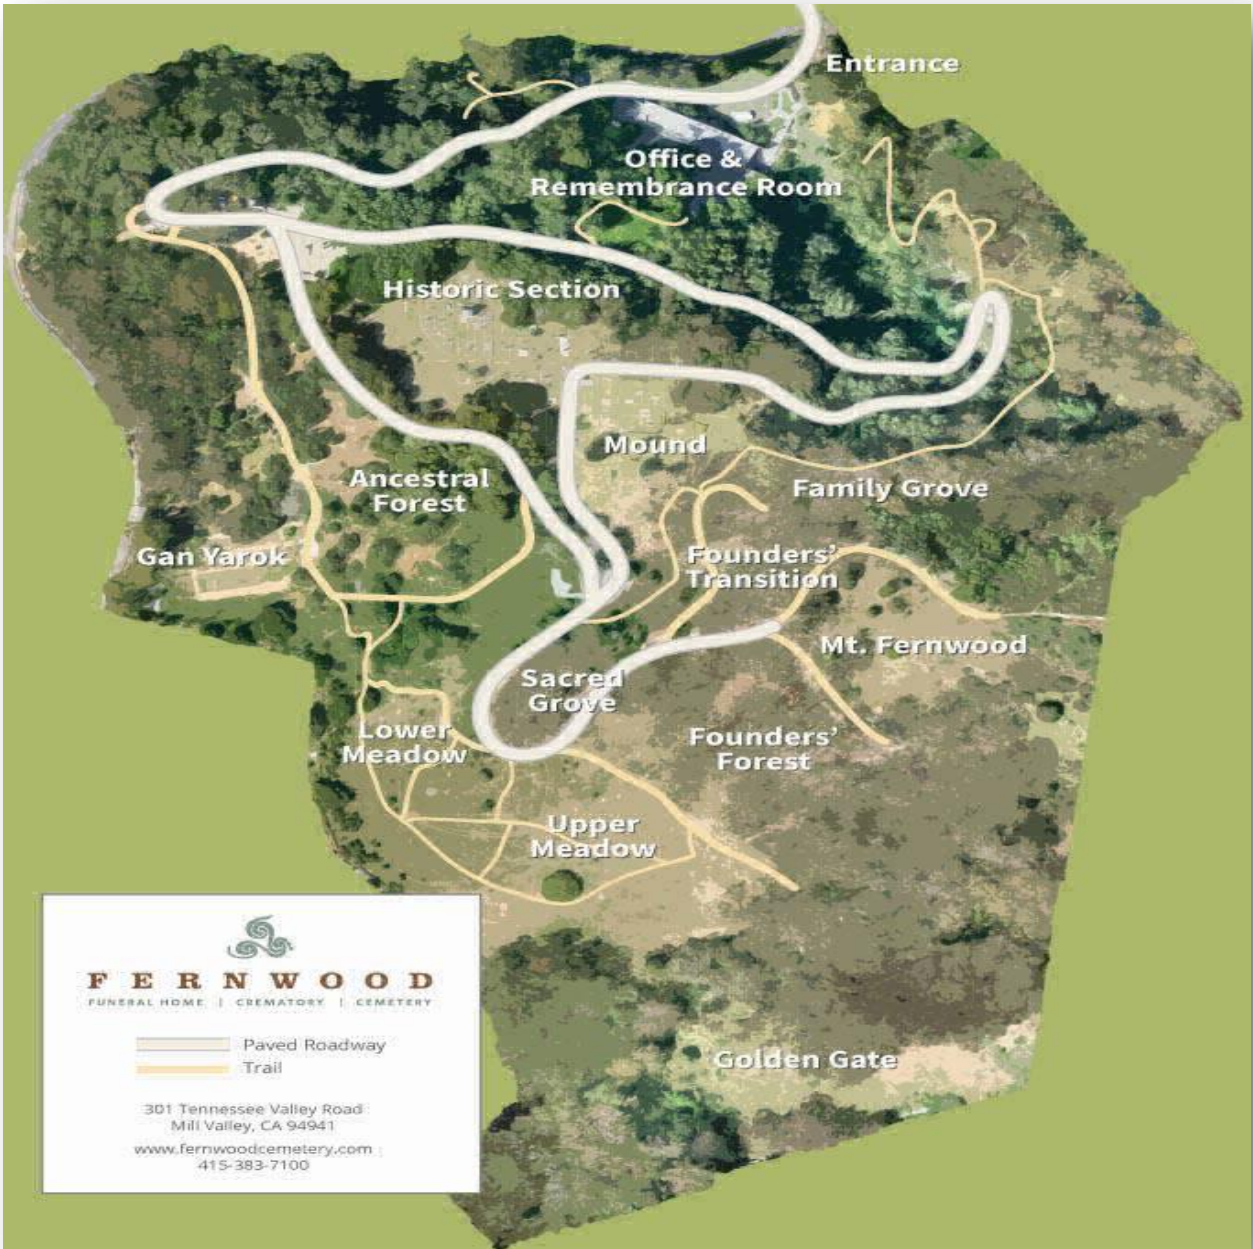 Entrance
Office &
Remembrance Room
Historic Section
Mound
Ancestral
Forest
Family Grove
Gan Yarok
Founders'
Transition
Mt. Fernwood
Sacred
Grove
Lower
Meadow
Founders'
Forest
Upper
Meadow
Golden Gate
FERNWOOD
FUNERAL HOME | CREMATORY | CEMETERY
Paved Roadway
Trail
301 Tennessee Valley Road
Mill Valley, CA 94941
www.fernwoodcemetery.com
415-383-7100